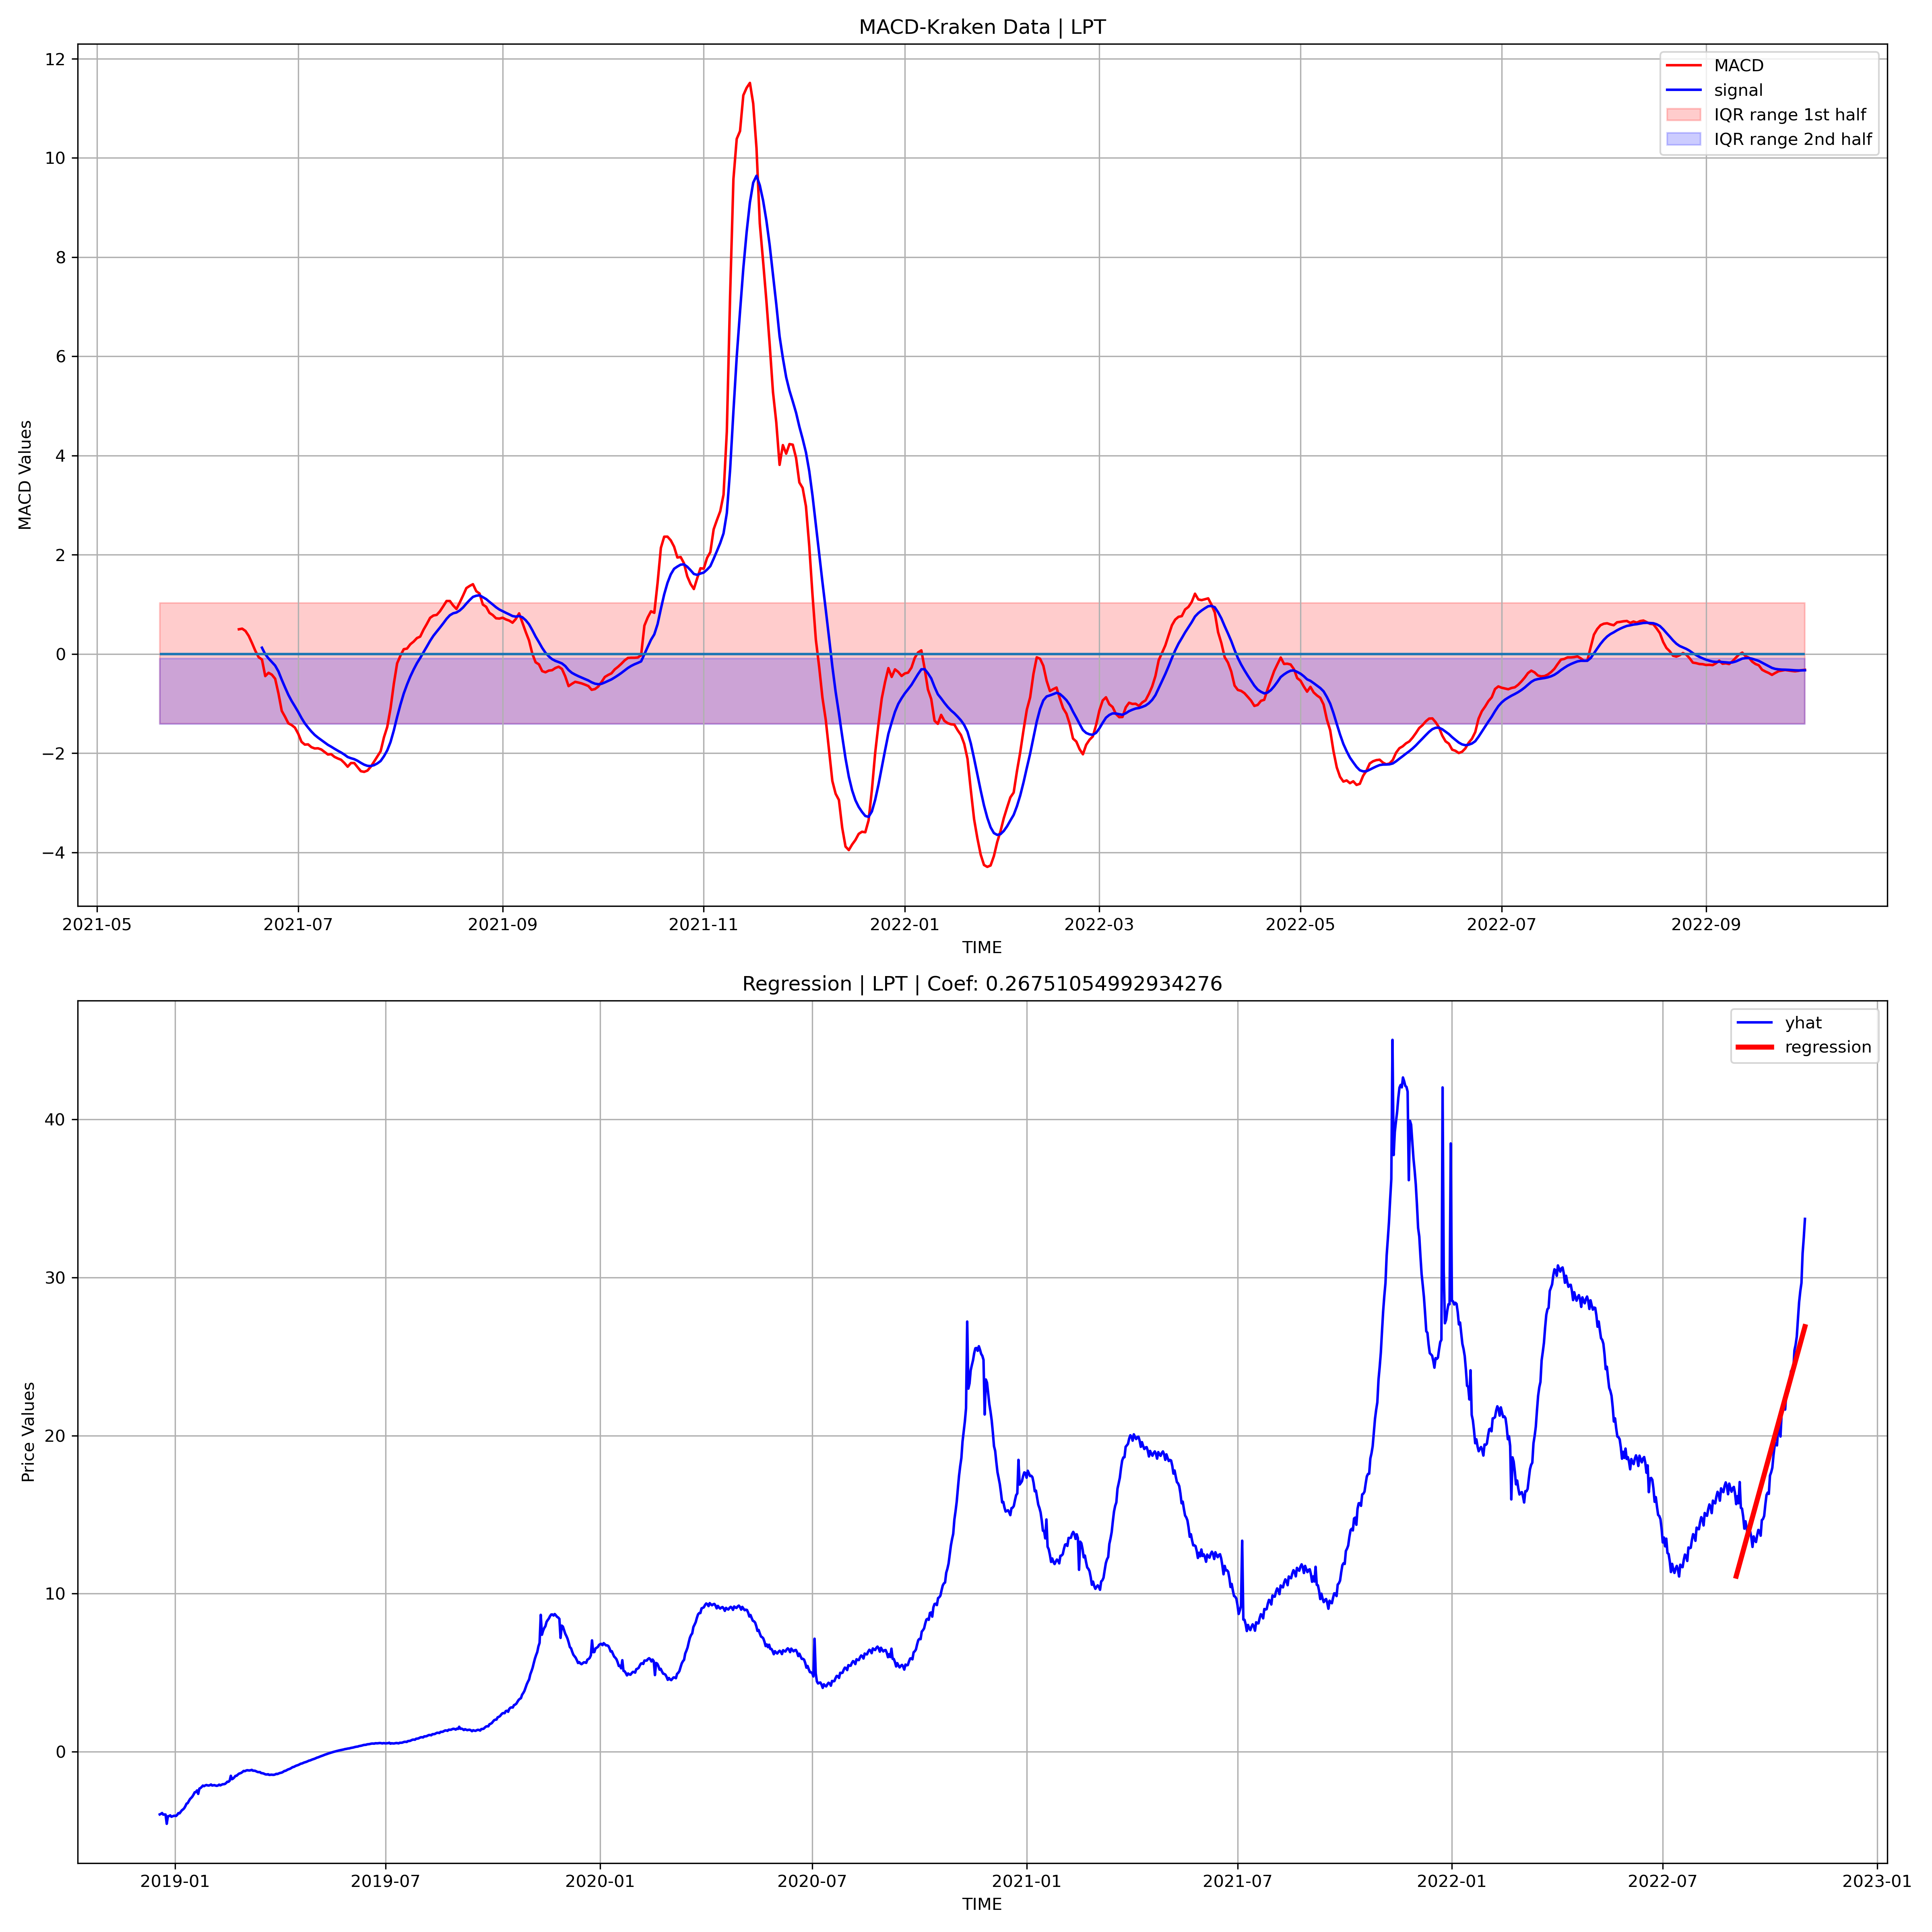 MACD-Kraken Data | LPT
MACD
signal
IQR range 1st half
IQR range 2nd half
12
10
8
6
4
2
0
−2
−4
MACD Values
2021-05 2021-07 2021-09 2021-11 2022-01 2022-03 2022-05 2022-07 2022-09
TIME
Regression | LPT | Coef: 0.26751054992934276
yhat
regression
40
30
20
10
0
Price Values
2019-01 2019-07 2020-01 2020-07 2021-01 2021-07 2022-01 2022-07 2023-01
TIME